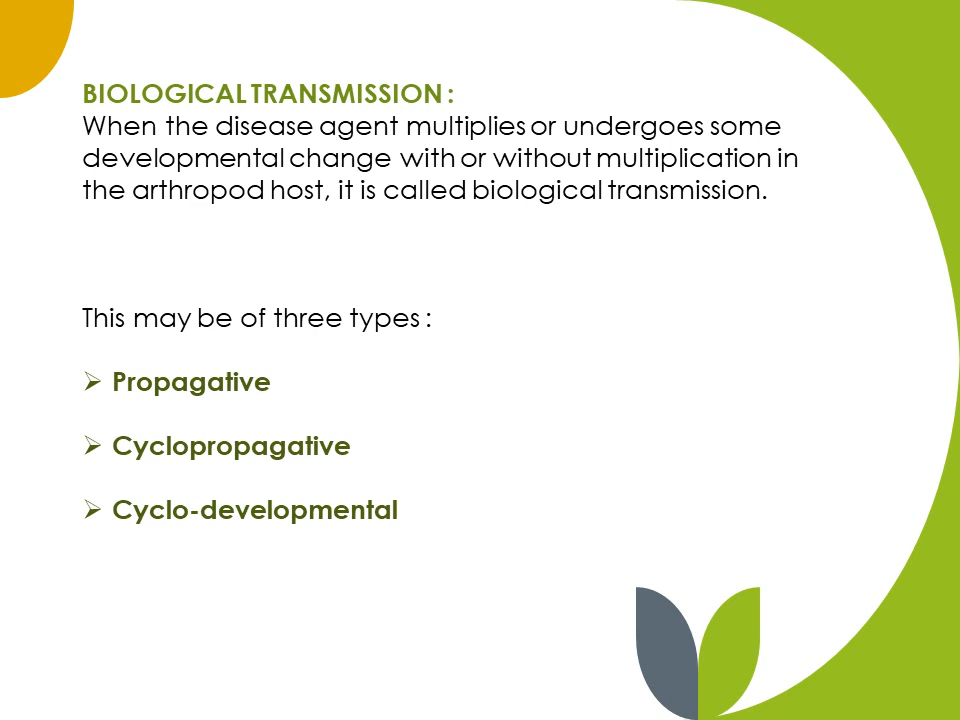 BIOLOGICAL TRANSMISSION :
When the disease agent multiplies or undergoes some
developmental change with or without multiplication in
the arthropod host, it is called biological transmission.
This may be of three types :
➢ Propagative
➢ Cyclopropagative
➢ Cyclo-developmental